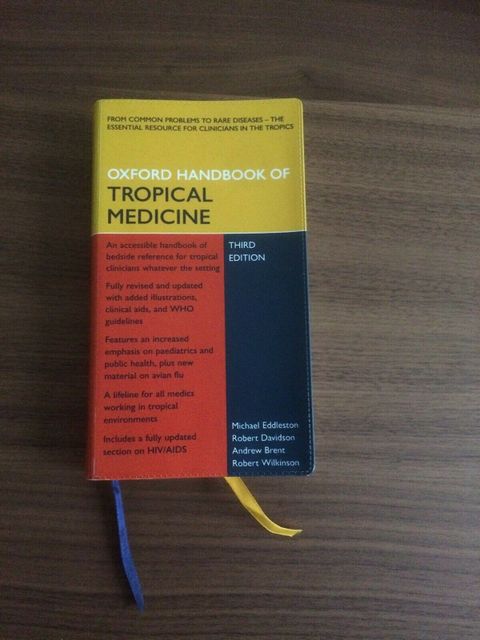 FROM COMMON PROBLEMS TO RARE DISEASES – THE
ESSENTIAL RESOURCE FOR CLINICIANS IN THE TROPICS
OXFORD HANDBOOK OF
TROPICAL
MEDICINE
THIRD
EDITION
An accessible handbook of
bedside reference for tropical
clinicians whatever the setting
Fully revised and updated
with added illustrations,
clinical aids, and WHO
guidelines
Features an increased
emphasis on paediatrics and
public health, plus new
material on avian flu
A lifeline for all medics
working in tropical
environments
Includes a fully updated
section on HIV/AIDS
Michael Eddleston
Robert Davidson
Andrew Brent
Robert Wilkinson